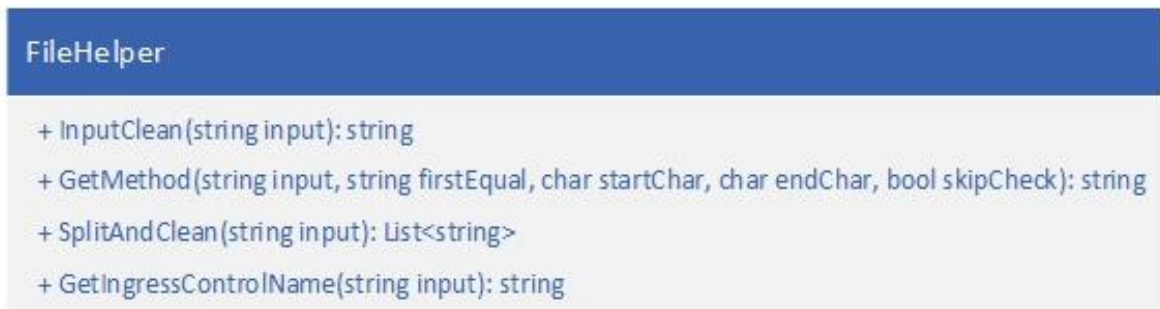 FileHelper
+ InputClean(string input): string
+ GetMethod(string input, string firstEqual, char startChar, char endChar, bool skipCheck): string
+ SplitAndClean(string input): List<string>
+ GetIngressControlName(string input): string